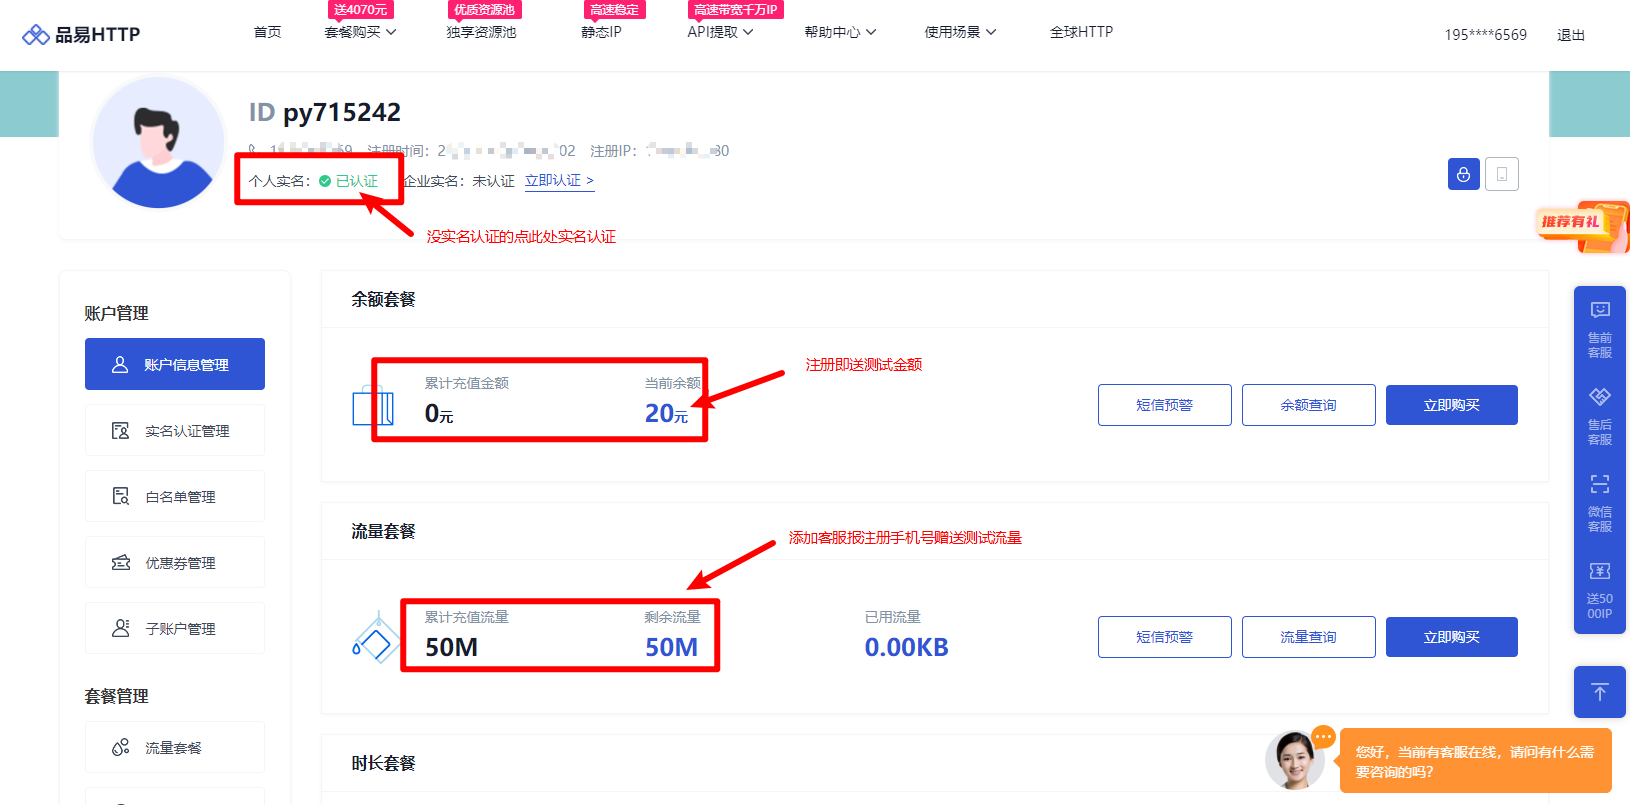 送4070元
优质资源池
高速稳定
高速带宽千万IP
品易HTTP
首页
套餐购买
独享资源池
静态IP
API提取
帮助中心
使用场景
全球HTTP
195****6569
退出
ID py715242
注册时间：
02
注册IP：
个人实名：
已认证
企业实名：未认证
立即认证 >
没实名认证的点此处实名认证
推荐有礼
账户管理
账户信息管理
实名认证管理
白名单管理
优惠券管理
子账户管理
套餐管理
流量套餐
余额套餐
注册即送测试金额
累计充值金额
当前余额
0元
20元
短信预警
余额查询
立即购买
流量套餐
添加客服报注册手机号赠送测试流量
累计充值流量
剩余流量
已用流量
50M
50M
0.00KB
短信预警
流量查询
立即购买
时长套餐
售前
客服
售后
客服
微信
客服
送50
00IP
您好，当前有客服在线，请问有什么需
要咨询的吗？